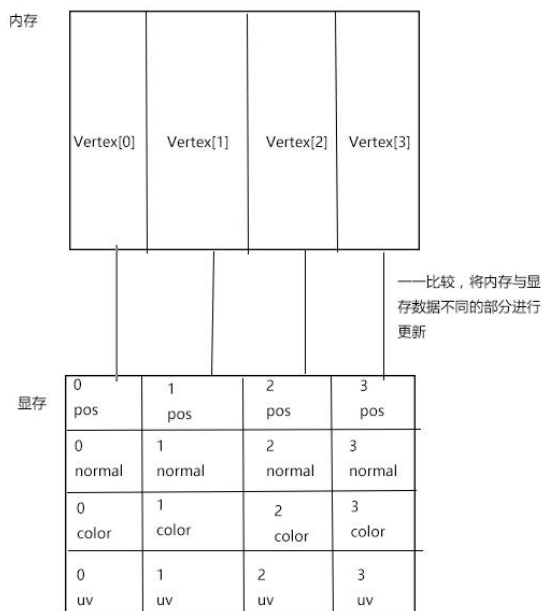 内存
Vertex[0] Vertex[1] Vertex[2] Vertex[3]
一一比较，将内存与显
存数据不同的部分进行
更新
显存
0 1 2 3
pos pos pos pos
0 1 2 3
normal normal normal normal
0 1 2 3
color color color color
0 1 2 3
uv uv uv uv